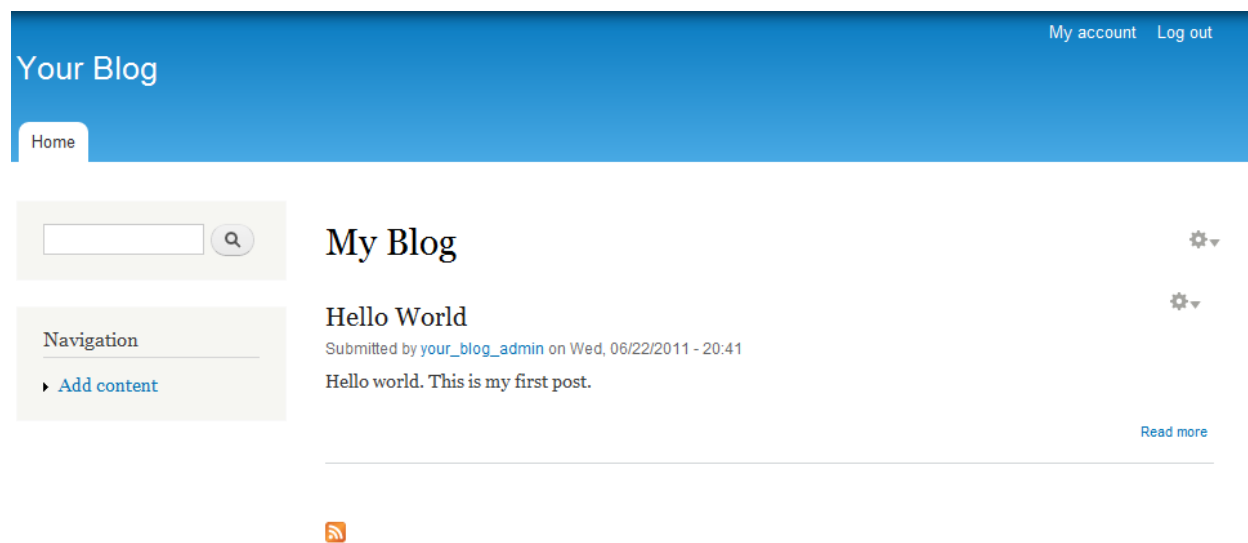 My account Log out
Your Blog
Home
My Blog
Navigation
Add content
Hello World
Submitted by your_blog_admin on Wed, 06/22/2011 - 20:41
Hello world. This is my first post.
Read more